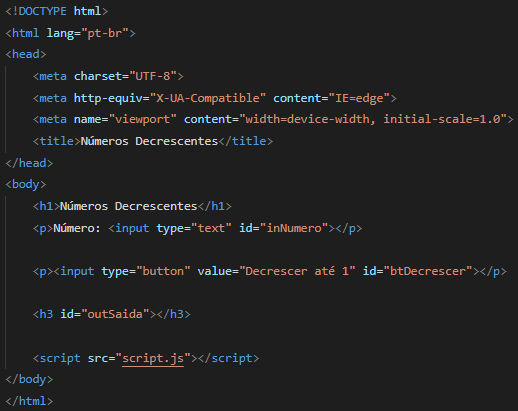 <!DOCTYPE html>
<html lang="pt-br">
<head>
    <meta charset="UTF-8">
    <meta http-equiv="X-UA-Compatible" content="IE=edge">
    <meta name="viewport" content="width=device-width, initial-scale=1.0">
    <title>Números Decrescentes</title>
</head>
<body>
    <h1>Números Decrescentes</h1>
    <p>Número: <input type="text" id="inNumero"></p>
    <p><input type="button" value="Decrescer até 1" id="btDecrescer"></p>
    <h3 id="outSaida"></h3>
    <script src="script.js"></script>
</body>
</html>